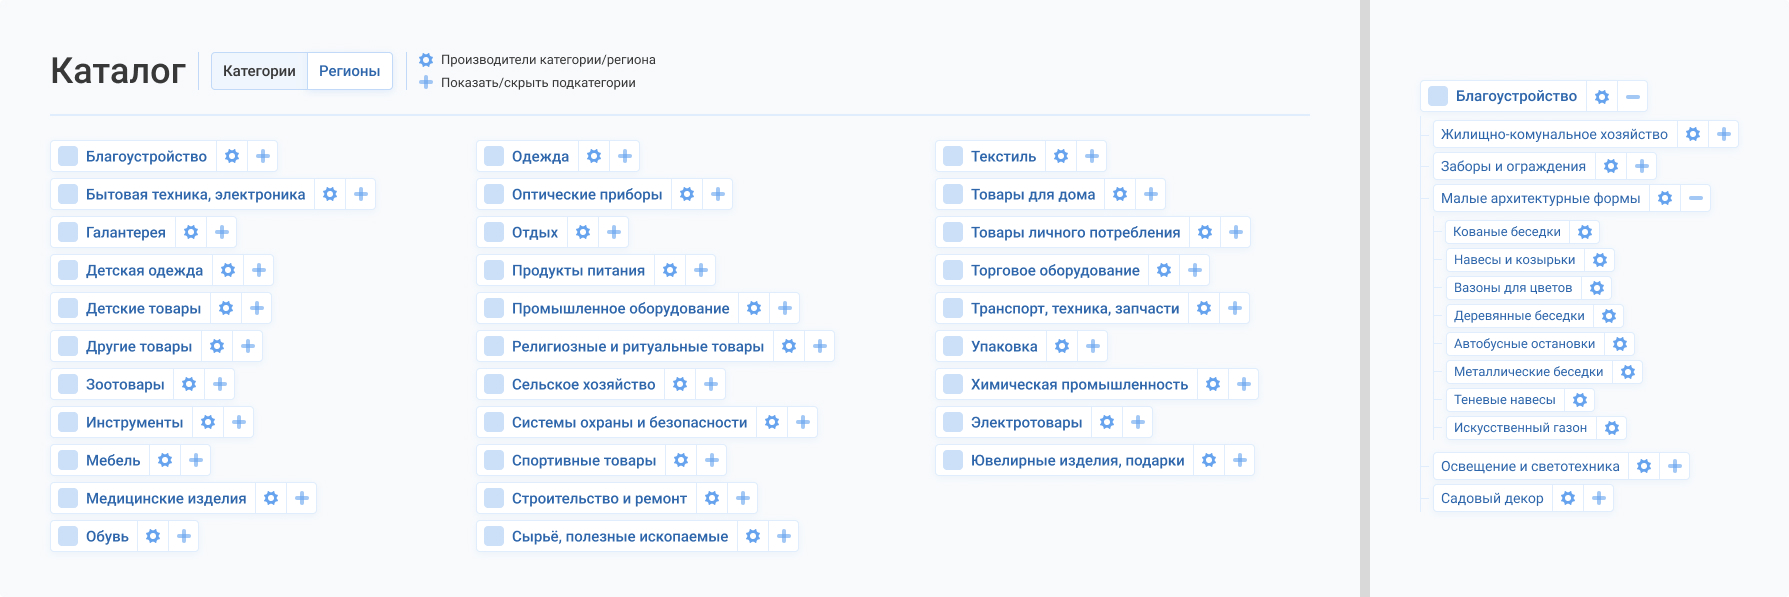 Каталог
Категории
Регионы
Производители категории/региона
Показать/скрыть подкатегории
Благоустройство
Бытовая техника, электроника
Галантерея
Детская одежда
Детские товары
Другие товары
Зоотовары
Инструменты
Мебель
Медицинские изделия
Обувь
Одежда
Оптические приборы
Отдых
Продукты питания
Промышленное оборудование
Религиозные и ритуальные товары
Сельское хозяйство
Системы охраны и безопасности
Спортивные товары
Строительство и ремонт
Сырьё, полезные ископаемые
Текстиль
Товары для дома
Товары личного потребления
Торговое оборудование
Транспорт, техника, запчасти
Упаковка
Химическая промышленность
Электротовары
Ювелирные изделия, подарки
Благоустройство
Жилищно-комунальное хозяйство
Заборы и ограждения
Малые архитектурные формы
Кованые беседки
Навесы и козырьки
Вазоны для цветов
Деревянные беседки
Автобусные остановки
Металлические беседки
Теневые навесы
Искусственный газон
Освещение и светотехника
Садовый декор